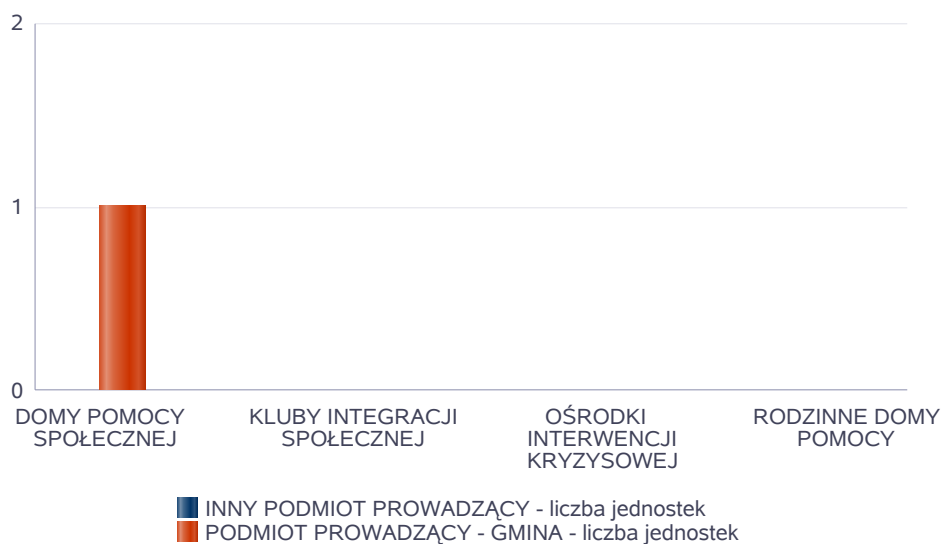 2
1
0
DOMY POMOCY
SPOŁECZNEJ
KLUBY INTEGRACJI
SPOŁECZNEJ
OŚRODKI
INTERWENCJI
KRYZYSOWEJ
RODZINNE DOMY
POMOCY
INNY PODMIOT PROWADZĄCY - liczba jednostek
PODMIOT PROWADZĄCY - GMINA - liczba jednostek